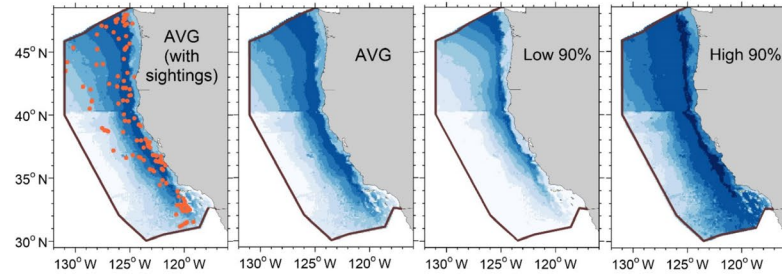 AVG
(with
sightings)
AVG
Low 90%
High 90%
45° N
40° N
35° N
30° N
130° W 125° W 120° W
130° W 125° W 120° W
130° W 125° W 120° W
130° W 125° W 120° W